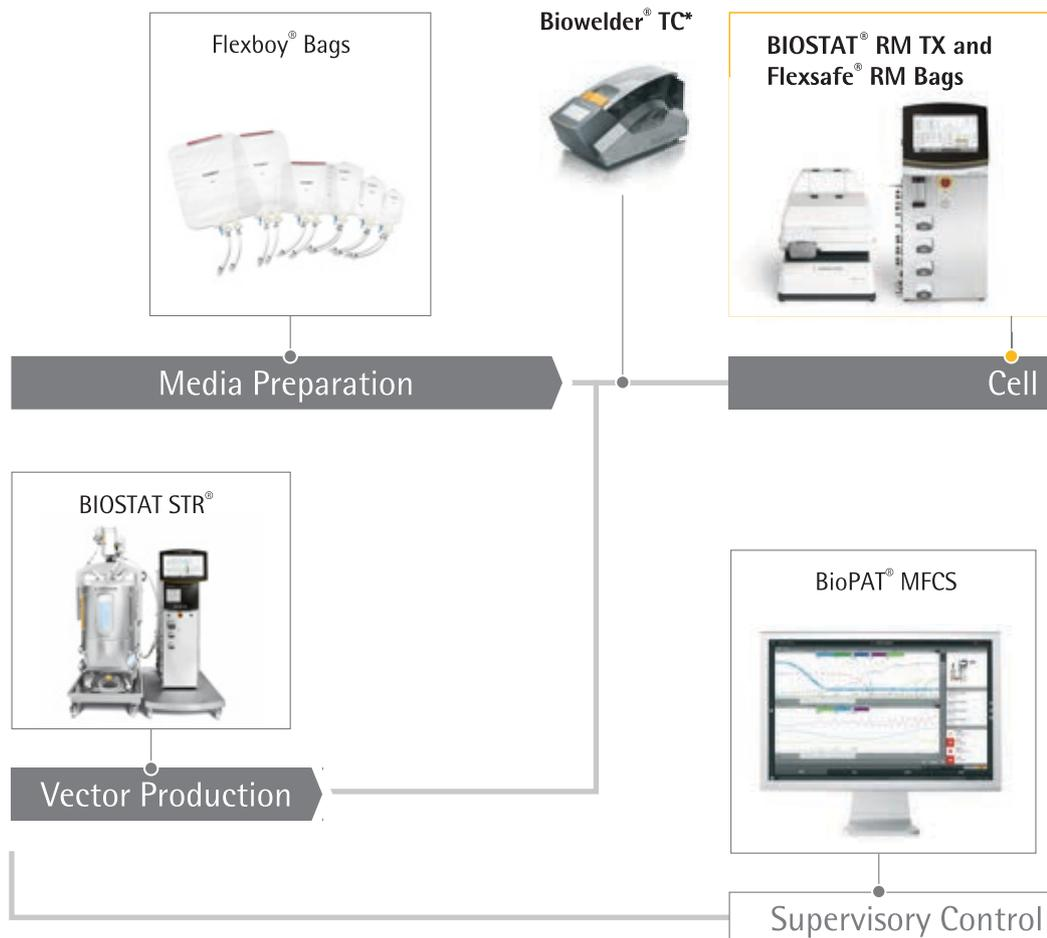 Flexboy® Bags
Biowelder® TC*
BIOSTAT® RM TX and
Flexsafe® RM Bags
Media Preparation
Cell
BIOSTAT STR®
BioPAT® MFCS
Vector Production
Supervisory Control